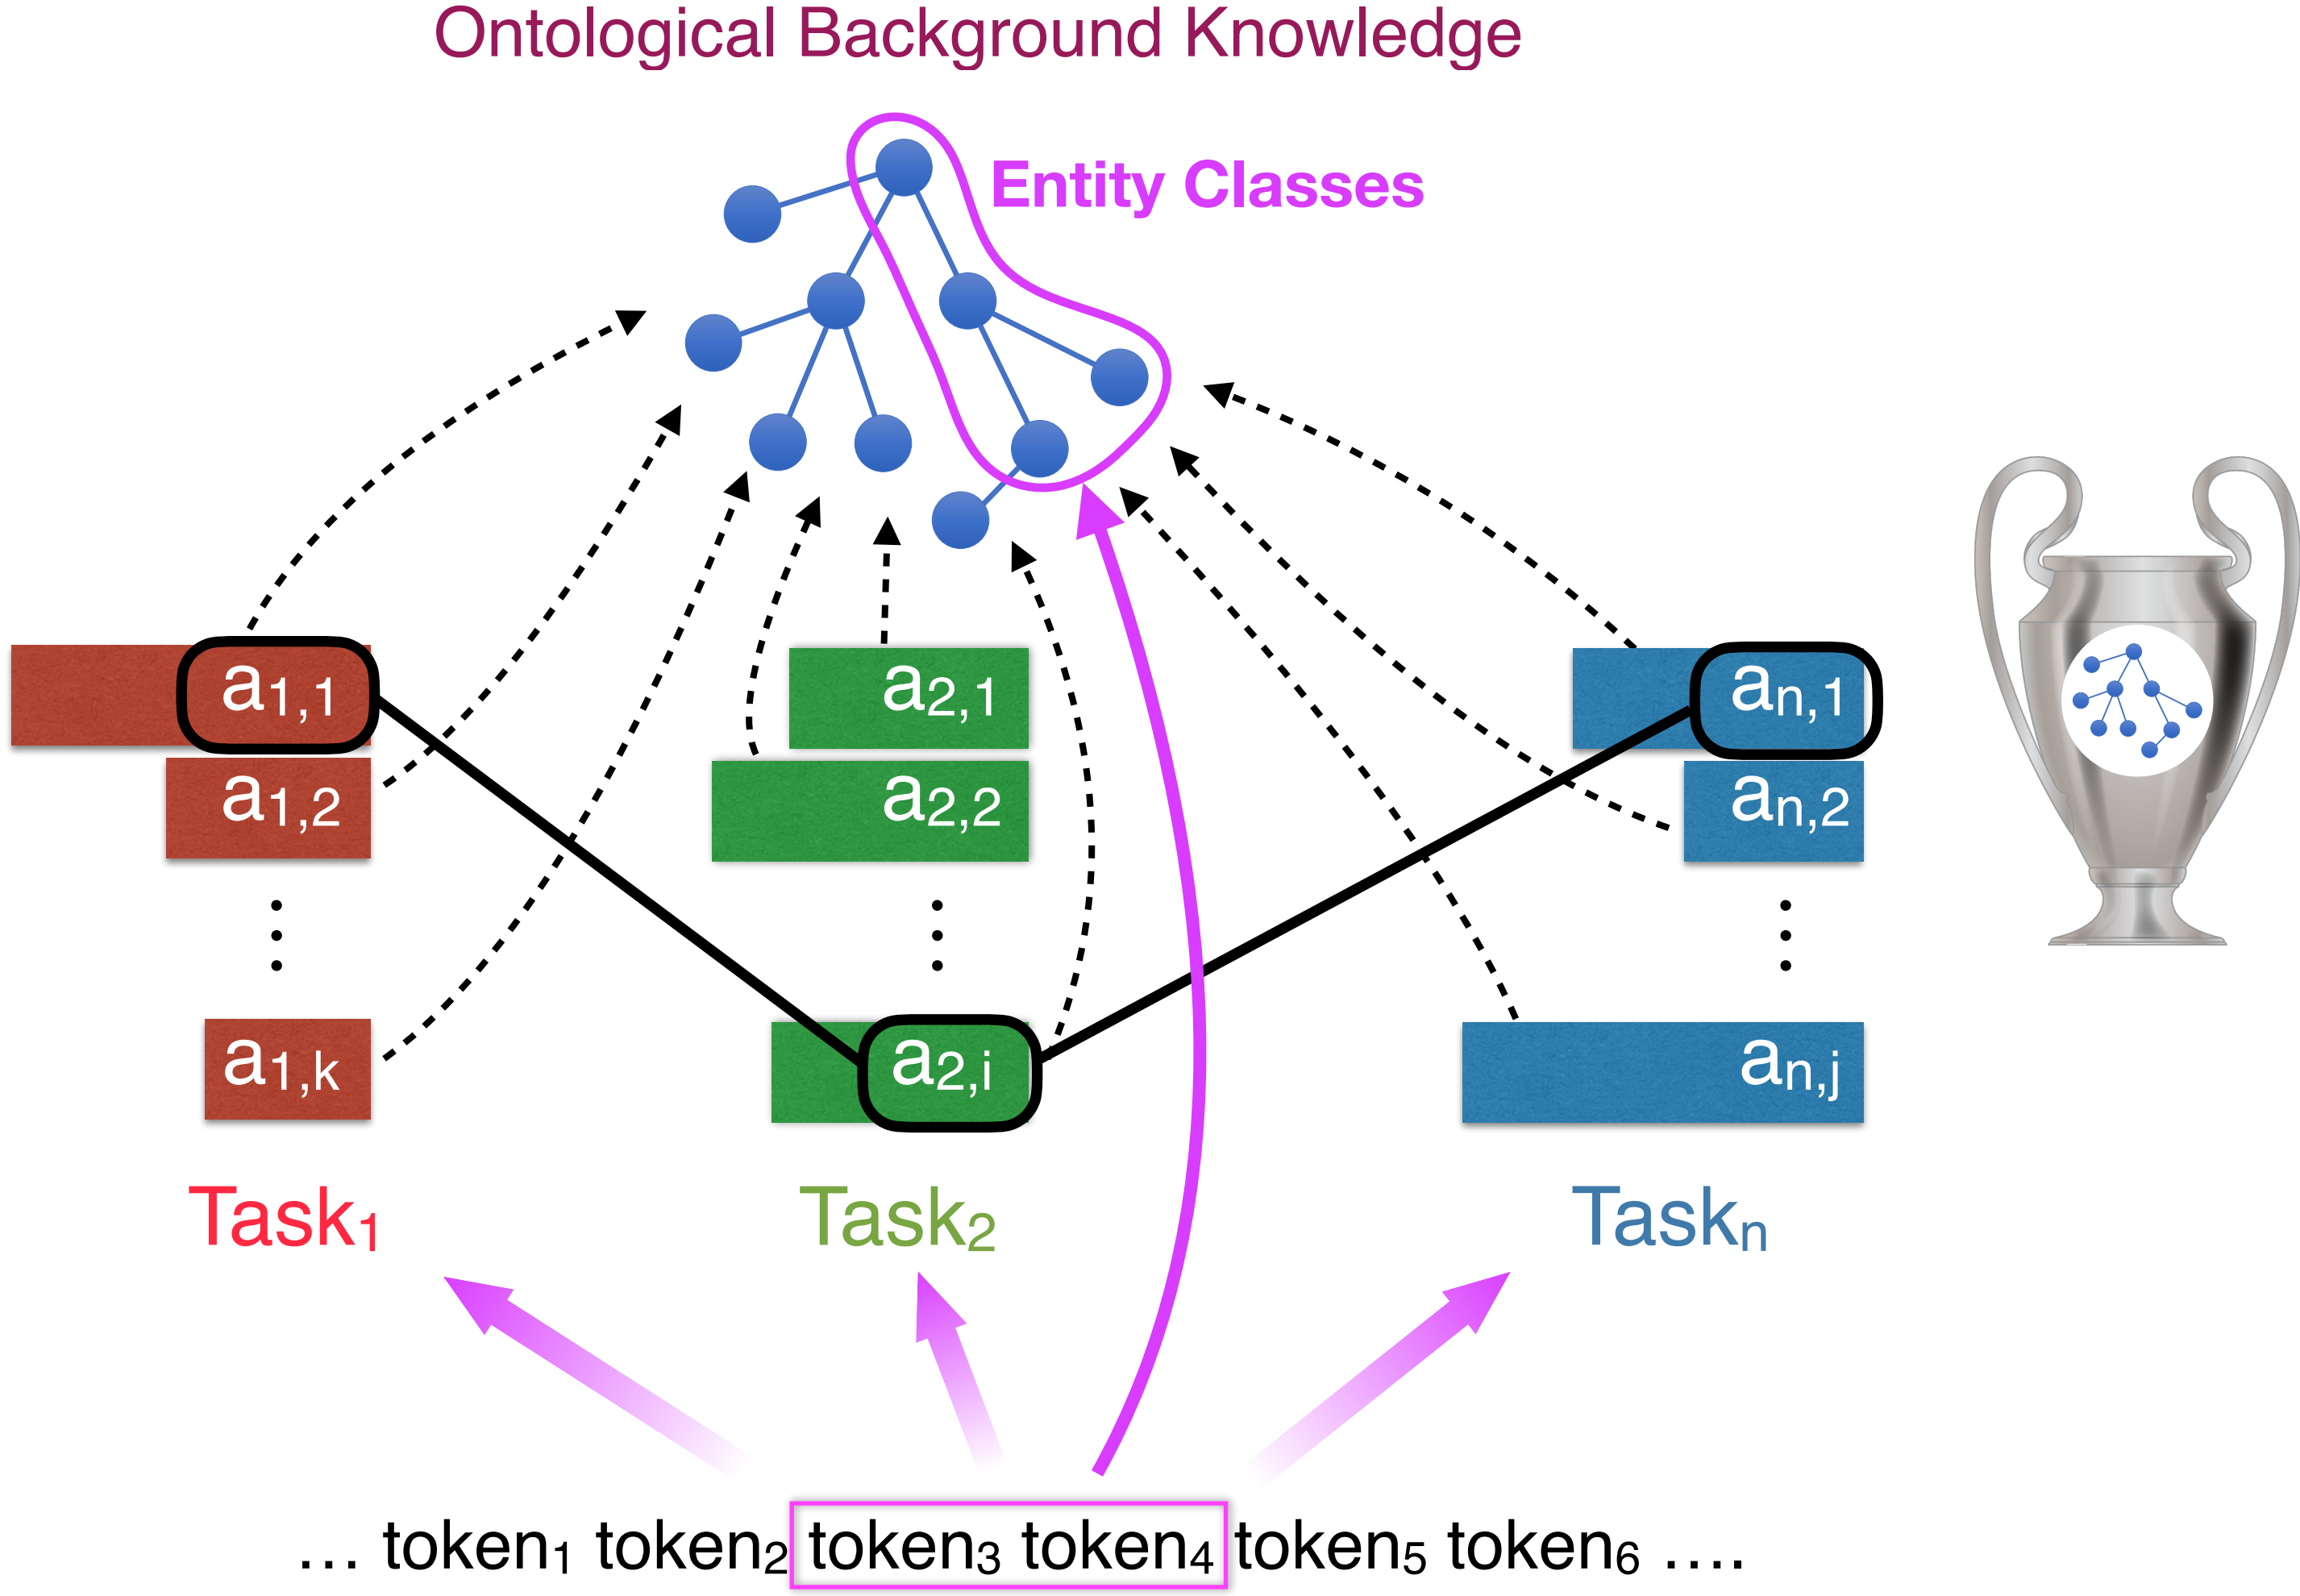 Ontological Background Knowledge
Entity Classes
a1,1 a2,1 an,1
a1,2 a2,2 an,2
a1,k a2,i an,j
Task1 Task2 Taskn
... token1 token2 token3 token4 token5 token6 ....